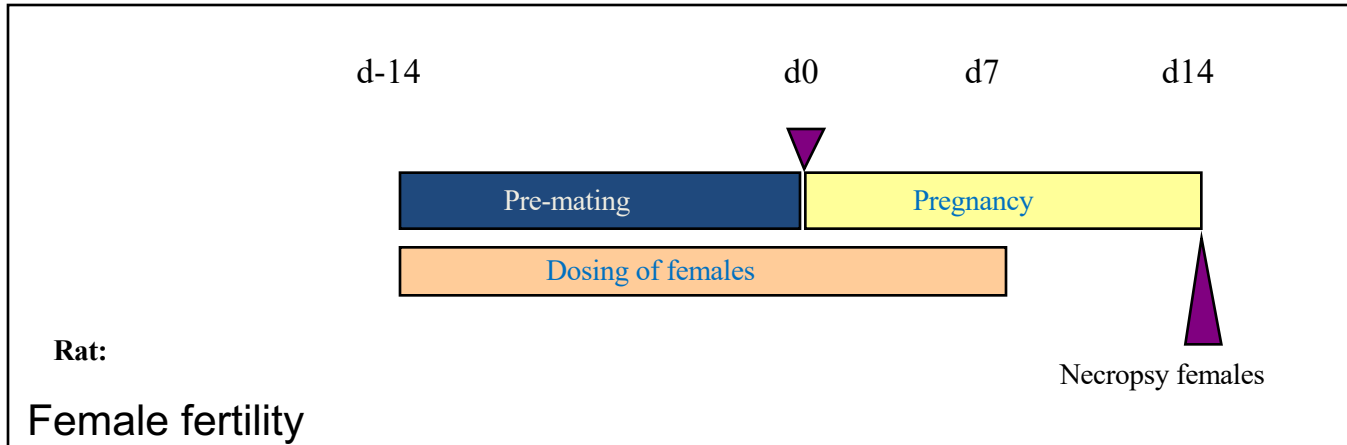 d-14 d0 d7 d14
Pre-mating Pregnancy
Dosing of females
Rat:
Necropsy females
Female fertility